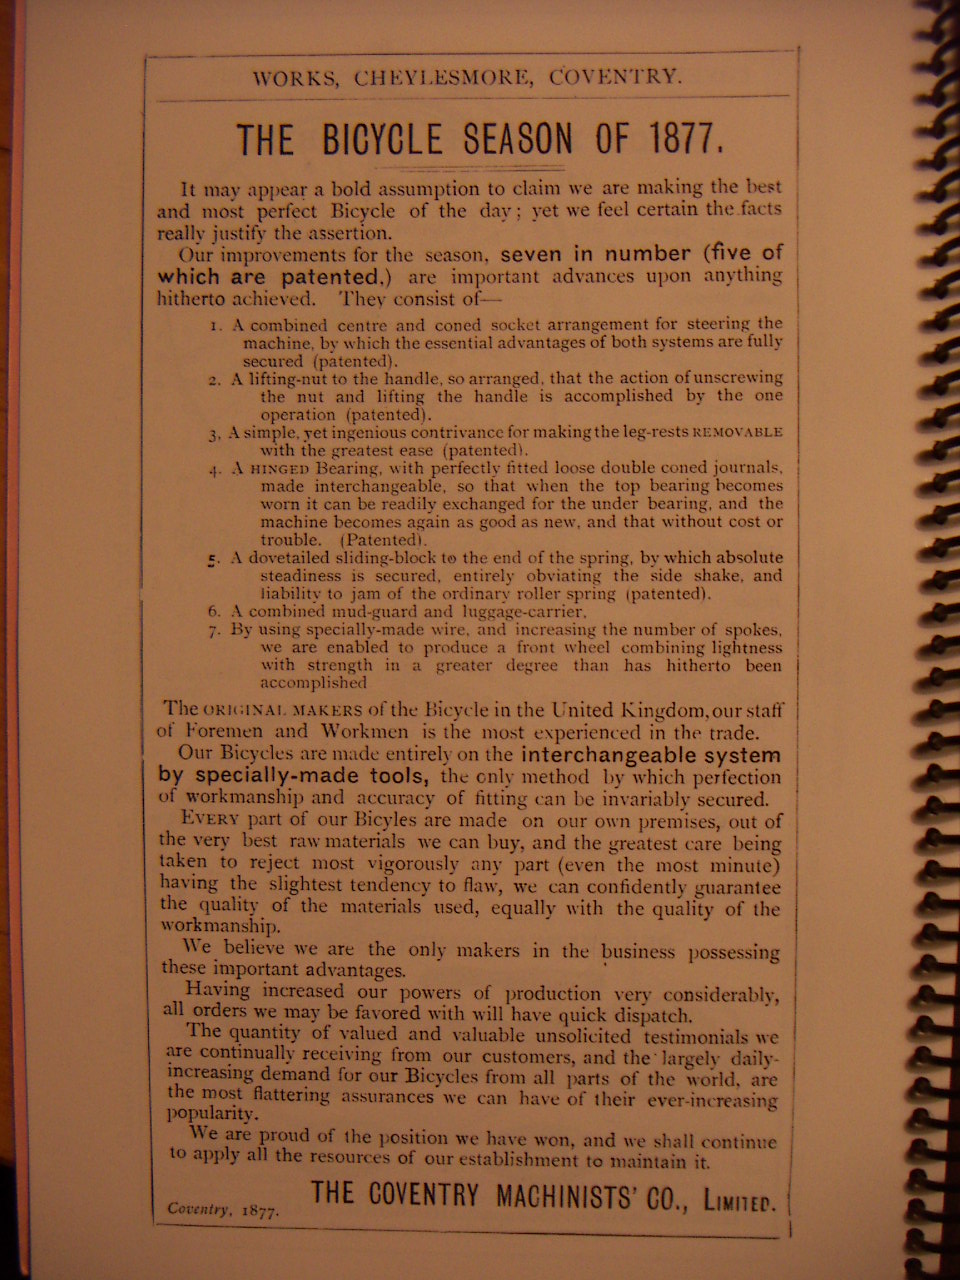 WORKS, CHEYLESMORE, COVENTRY.
THE BICYCLE SEASON OF 1877.
It may appear a bold assumption to claim we are making the best
and most perfect Bicycle of the day; yet we feel certain the facts
really justify the assertion.
Our improvements for the season, seven in number (five of
which are patented,) are important advances upon anything
hitherto achieved. They consist of—
1. A combined centre and coned socket arrangement for steering the
machine, by which the essential advantages of both systems are fully
secured (patented).
2. A lifting-nut to the handle, so arranged, that the action of unscrewing
the nut and lifting the handle is accomplished by the one
operation (patented).
3, A simple, yet ingenious contrivance for making the leg-rests REMOVABLE
with the greatest ease (patented).
4. A HINGED Bearing, with perfectly fitted loose double coned journals,
made interchangeable, so that when the top bearing becomes
worn it can be readily exchanged for the under bearing, and the
machine becomes again as good as new, and that without cost or
trouble. (Patented).
5. A dovetailed sliding-block to the end of the spring, by which absolute
steadiness is secured, entirely obviating the side shake, and
liability to jam of the ordinary roller spring (patented).
6. A combined mud-guard and luggage-carrier,
7. By using specially-made wire, and increasing the number of spokes,
we are enabled to produce a front wheel combining lightness
with strength in a greater degree than has hitherto been
accomplished
The ORIGINAL MAKERS of the Bicycle in the United Kingdom, our staff
of Foremen and Workmen is the most experienced in the trade.
Our Bicycles are made entirely on the interchangeable system
by specially-made tools, the only method by which perfection
of workmanship and accuracy of fitting can be invariably secured.
EVERY part of our Bicyles are made on our own premises, out of
the very best raw materials we can buy, and the greatest care being
taken to reject most vigorously any part (even the most minute)
having the slightest tendency to flaw, we can confidently guarantee
the quality of the materials used, equally with the quality of the
workmanship.
We believe we are the only makers in the business possessing
these important advantages.
Having increased our powers of production very considerably,
all orders we may be favored with will have quick dispatch.
The quantity of valued and valuable unsolicited testimonials we
are continually receiving from our customers, and the largely daily-
increasing demand for our Bicycles from all parts of the world, are
the most flattering assurances we can have of their ever-increasing
popularity.
We are proud of the position we have won, and we shall continue
to apply all the resources of our establishment to maintain it.
THE COVENTRY MACHINISTS' CO., LIMITED.
Coventry, 1877.